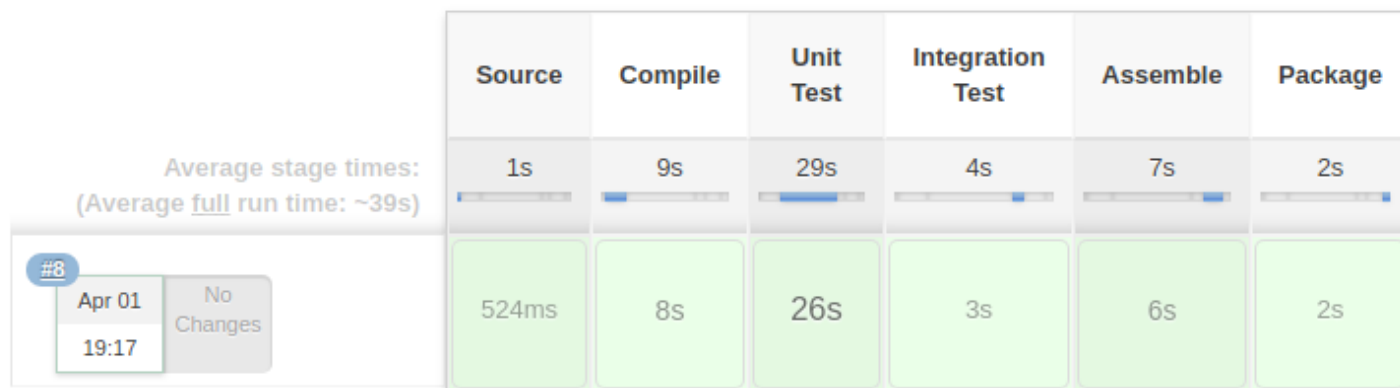 Source Compile Unit Test Integration Test Assemble Package
Average stage times: 1s 9s 29s 4s 7s 2s
(Average full run time: ~39s)
#8
Apr 01 No Changes
19:17
524ms 8s 26s 3s 6s 2s